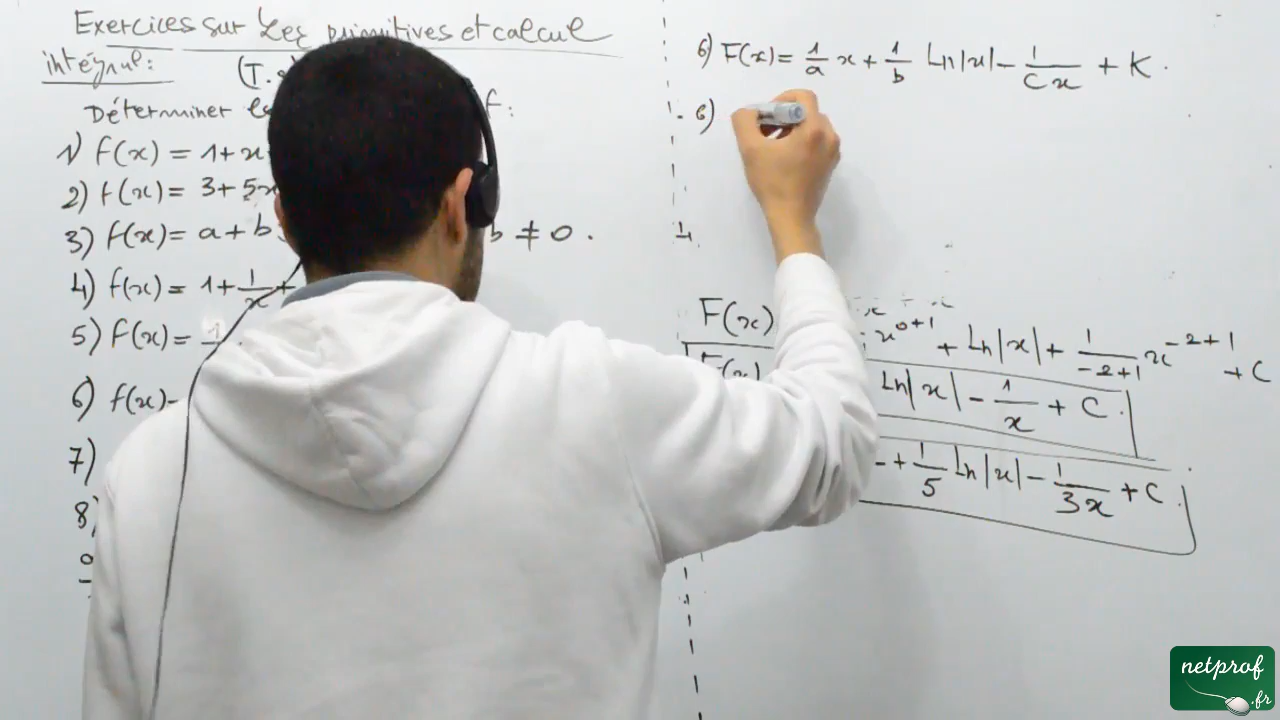 Exercices sur Les primitives et calcul
intégral:
(T.
Déterminer f:
1) f(x) = 1+x
2) f(x) = 3+5x
3) f(x) = a+b b ≠ 0.
4) f(x) = 1+1/x+
5) f(x) = 1
6) f(x)=
7)
8)
9
6) F(x) = 1/a x + 1/b Ln|x| - 1/(Cx) + K.
6)
F(x)
x^(0+1) + Ln|x| + 1/(-2+1) x^(-2+1) + C
F(x) Ln|x| - 1/x + C.
+ 1/5 Ln|x| - 1/(3x) + C.
netprof
.fr